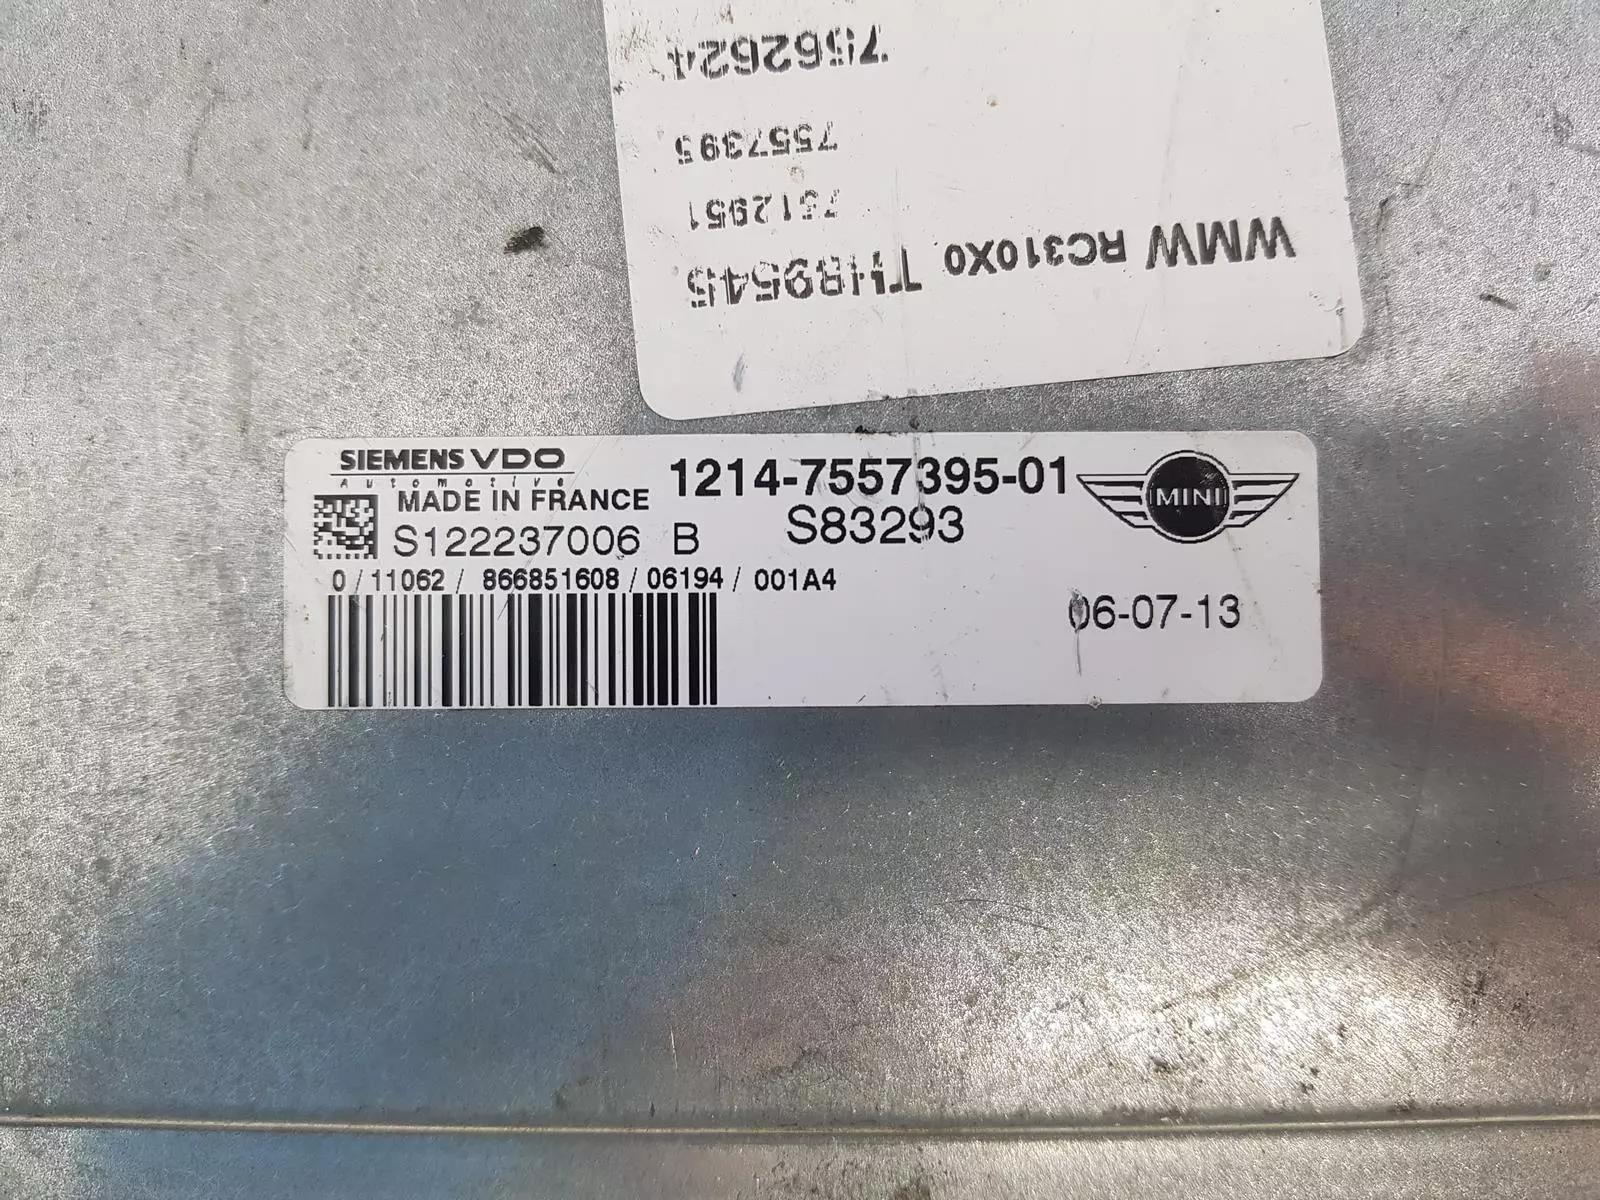 WMW RC310X0 TH89545
7512951
7557395
7562624
SIEMENS VDO
Automotive
MADE IN FRANCE
1214-7557395-01
MINI
S122237006 B
S83293
0/11062/866851608/06194/001A4
06-07-13